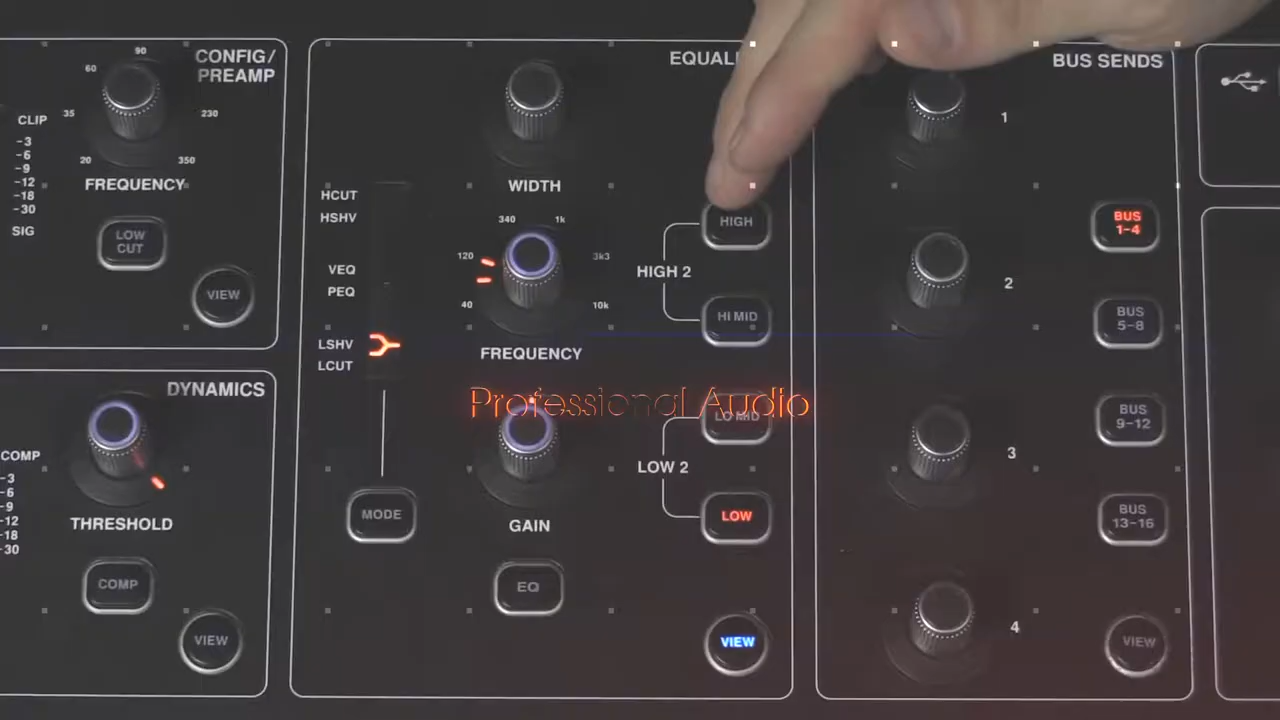 CONFIG/
PREAMP
90
60
35
230
20
350
FREQUENCY
CLIP
-3
-6
-9
-12
-18
-30
SIG
LOW
CUT
VIEW
DYNAMICS
COMP
-3
-6
-9
-12
-18
-30
THRESHOLD
COMP
VIEW
WIDTH
HCUT
HSHV
VEQ
PEQ
LSHV
LCUT
MODE
340
1k
120
3k3
40
10k
FREQUENCY
HIGH
HIGH 2
HI MID
Professional Audio
LO MID
LOW 2
LOW
GAIN
EQ
VIEW
BUS SENDS
1
2
3
4
BUS
1-4
BUS
5-8
BUS
9-12
BUS
13-16
VIEW